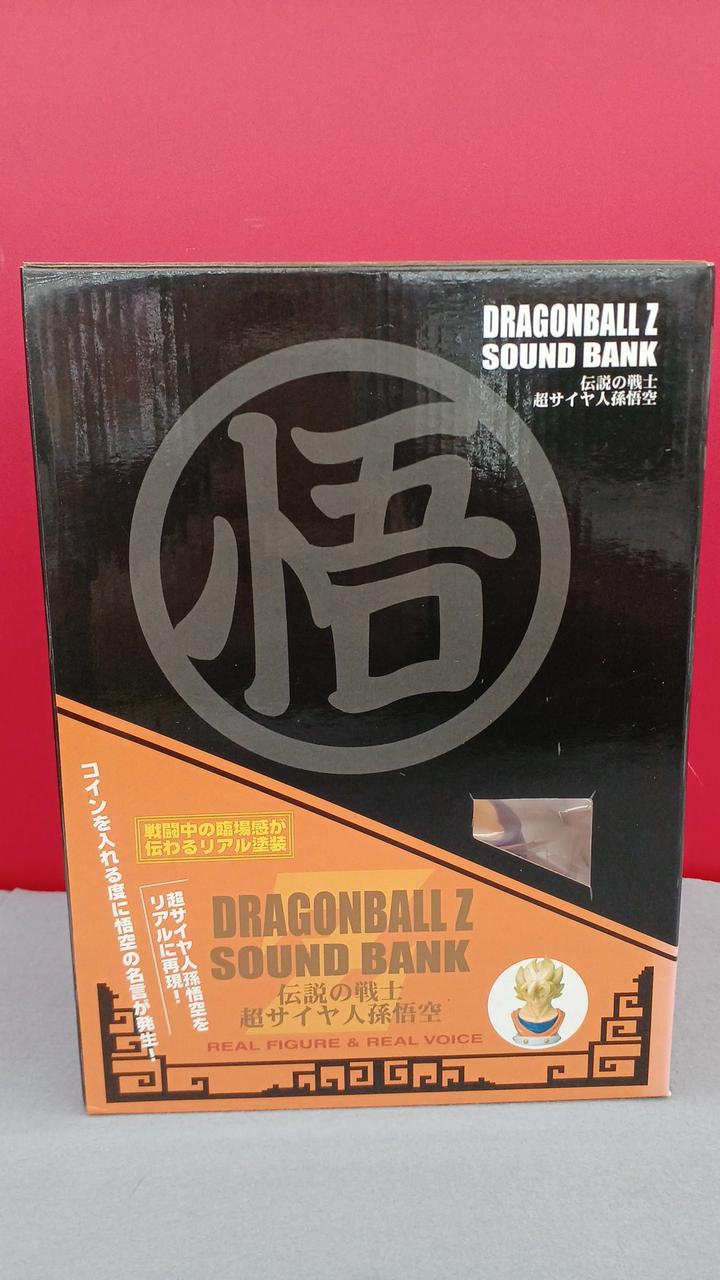 DRAGONBALL Z
SOUND BANK
伝説の戦士
超サイヤ人孫悟空
悟
コインを入れる度に悟空の名言が発生!
戦闘中の臨場感が
伝わるリアル塗装
超サイヤ人孫悟空を
リアルに再現!
Z
DRAGONBALL Z
SOUND BANK
伝説の戦士
超サイヤ人孫悟空
REAL FIGURE & REAL VOICE